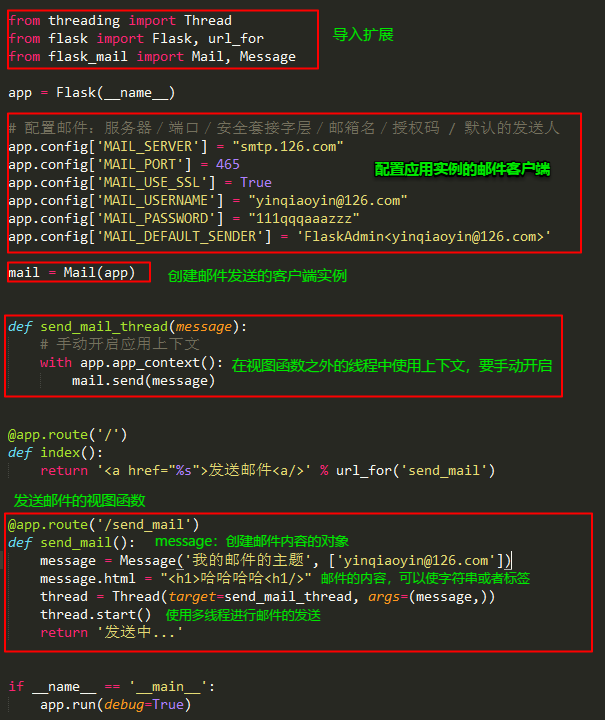 from threading import Thread
from flask import Flask, url_for
导入扩展
from flask_mail import Mail, Message
app = Flask(__name__)
# 配置邮件: 服务器 / 端口 / 安全套接字层 / 邮箱名 / 授权码 / 默认的发送人
app.config['MAIL_SERVER'] = "smtp.126.com"
app.config['MAIL_PORT'] = 465
配置应用实例的邮件客户端
app.config['MAIL_USE_SSL'] = True
app.config['MAIL_USERNAME'] = "yinqiaoyin@126.com"
app.config['MAIL_PASSWORD'] = "111qqqaaazzz"
app.config['MAIL_DEFAULT_SENDER'] = 'FlaskAdmin<yinqiaoyin@126.com>'
mail = Mail(app) 创建邮件发送的客户端实例
def send_mail_thread(message):
# 手动开启应用上下文
with app.app_context(): 在视图函数之外的线程中使用上下文，要手动开启
mail.send(message)
@app.route('/')
def index():
return '<a href="%s">发送邮件<a/>' % url_for('send_mail')
发送邮件的视图函数
@app.route('/send_mail')
def send_mail(): message：创建邮件内容的对象
message = Message('我的邮件的主题', ['yinqiaoyin@126.com'])
message.html = "<h1>哈哈哈哈<h1/>" 邮件的内容，可以使字符串或者标签
thread = Thread(target=send_mail_thread, args=(message,))
thread.start() 使用多线程进行邮件的发送
return '发送中...'
if __name__ == '__main__':
app.run(debug=True)